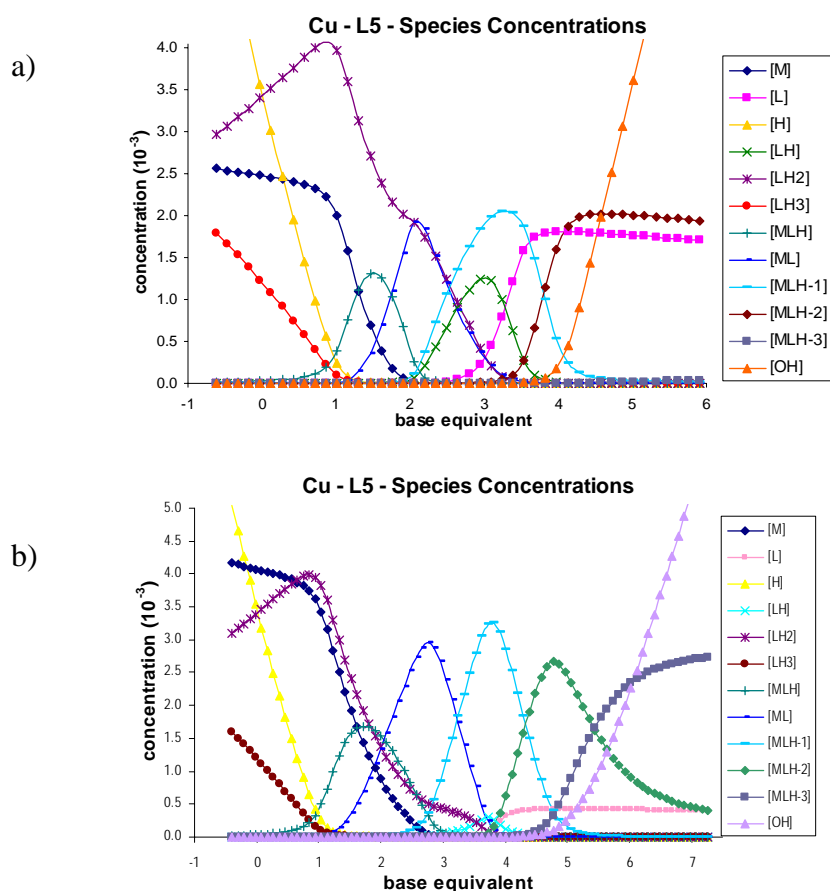 a)
Cu - L5 - Species Concentrations
concentration (10⁻³)
4.0
3.5
3.0
2.5
2.0
1.5
1.0
0.5
0.0
-1 0 1 2 3 4 5 6
base equivalent
[M]
[L]
[H]
[LH]
[LH2]
[LH3]
[MLH]
[ML]
[MLH-1]
[MLH-2]
[MLH-3]
[OH]
b)
Cu - L5 - Species Concentrations
concentration (10⁻³)
5.0
4.5
4.0
3.5
3.0
2.5
2.0
1.5
1.0
0.5
0.0
-1 0 1 2 3 4 5 6 7
base equivalent
[M]
[L]
[H]
[LH]
[LH2]
[LH3]
[MLH]
[ML]
[MLH-1]
[MLH-2]
[MLH-3]
[OH]